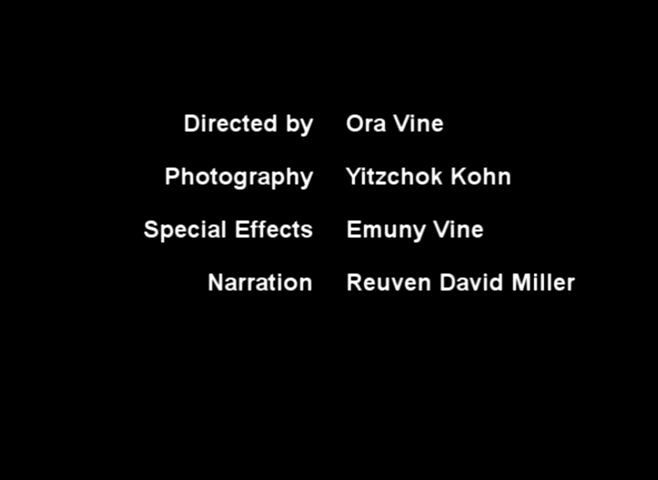 Directed by Ora Vine
Photography Yitzchok Kohn
Special Effects Emuny Vine
Narration Reuven David Miller